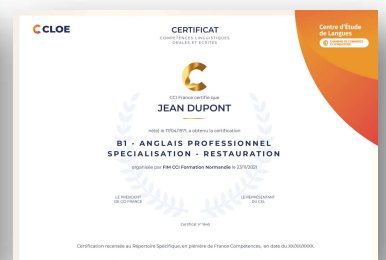 CCLOE
CERTIFICAT
COMPÉTENCES LINGUISTIQUES
ORALES ET ÉCRITES
Centre d'Étude
de Langues
CCI France certifie que
JEAN DUPONT
né(e) le 17/04/1971, a obtenu la certification
B1 - ANGLAIS PROFESSIONNEL
SPECIALISATION - RESTAURATION
organisée par FIM CCI Formation Normandie le 23/11/2021
LE PRÉSIDENT
DE CCI FRANCE
LE REPRÉSENTANT
DU CEL
Certification recensée au Répertoire Spécifique, en plénière de France Compétences, en date du XX/XX/XXXX.